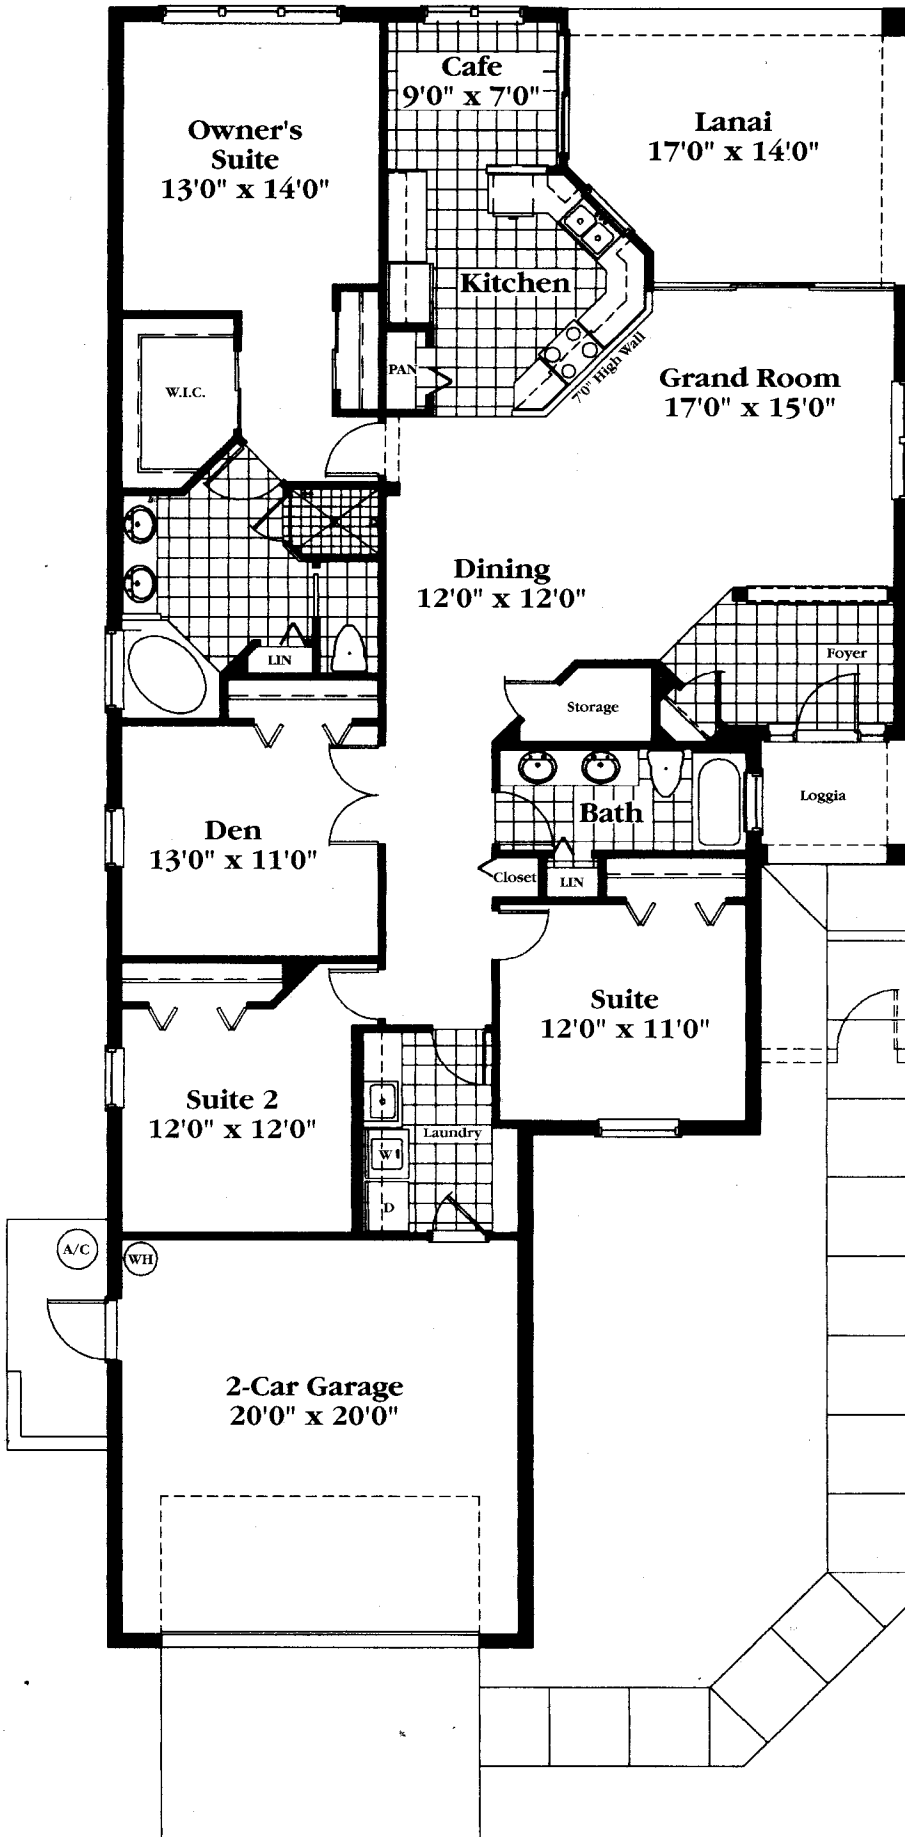 Cafe
9'0" x 7'0"
Lanai
17'0" x 14'0"
Owner's
Suite
13'0" x 14'0"
Kitchen
PAN
7'0" High Wall
W.I.C.
Grand Room
17'0" x 15'0"
Dining
12'0" x 12'0"
LIN
Foyer
Storage
Loggia
Bath
Den
13'0" x 11'0"
Closet
LIN
Suite
12'0" x 11'0"
Suite 2
12'0" x 12'0"
Laundry
W
D
A/C
WH
2-Car Garage
20'0" x 20'0"